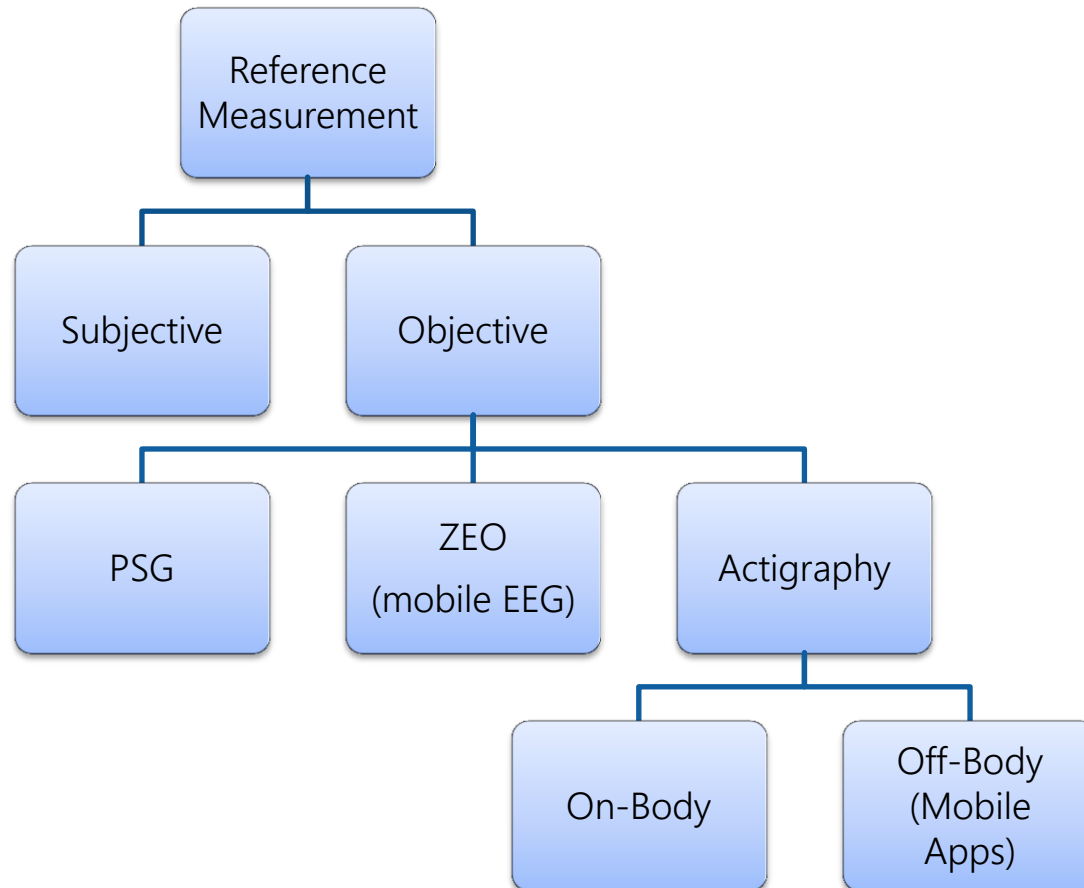 Reference
Measurement
Subjective
Objective
PSG
ZEO
(mobile EEG)
Actigraphy
On-Body
Off-Body
(Mobile
Apps)